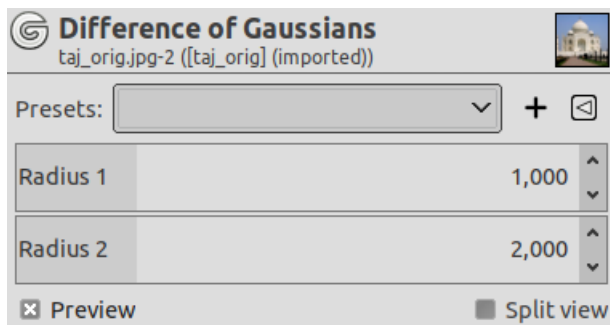 Difference of Gaussians
taj_orig.jpg-2 ([taj_orig] (imported))
Presets:
Radius 1 1,000
Radius 2 2,000
Preview Split view